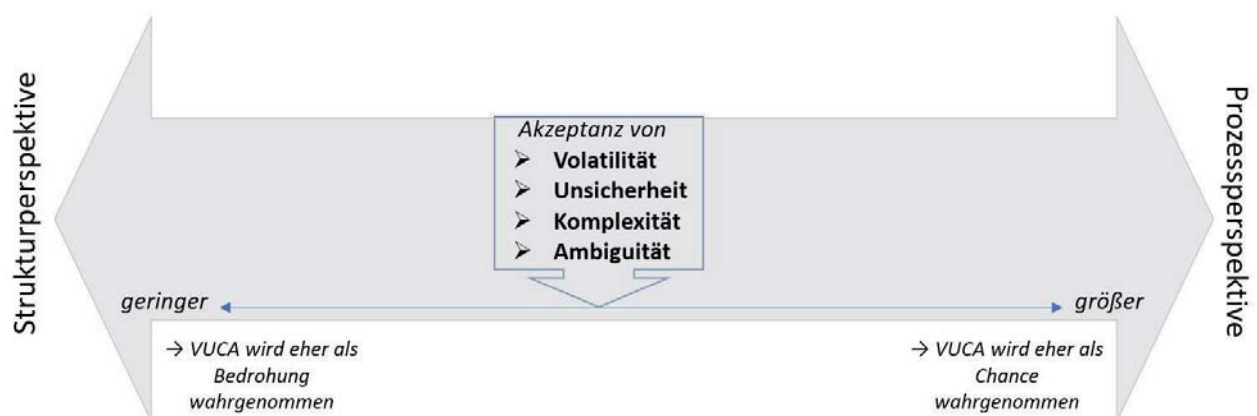 Strukturperspektive
Akzeptanz von
➢ Volatilität
➢ Unsicherheit
➢ Komplexität
➢ Ambiguität
geringer
größer
→ VUCA wird eher als
Bedrohung
wahrgenommen
→ VUCA wird eher als
Chance
wahrgenommen
Prozessperspektive